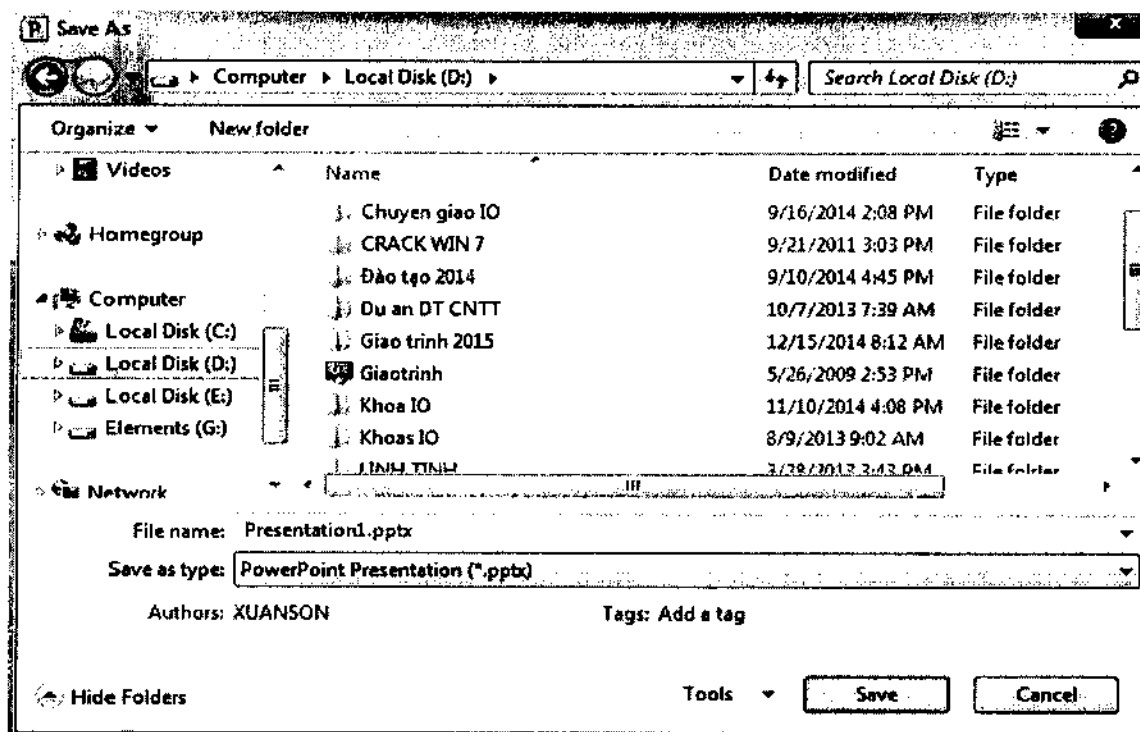 Save As
Computer Local Disk (D:) Search Local Disk (D:)
Organize New folder
Videos
Homegroup
Computer
Local Disk (C:)
Local Disk (D:)
Local Disk (E:)
Elements (G:)
Network
Name Date modified Type
Chuyen giao IO 9/16/2014 2:08 PM File folder
CRACK WIN 7 9/21/2011 3:03 PM File folder
Đào tạo 2014 9/10/2014 4:45 PM File folder
Du an DT CNTT 10/7/2013 7:39 AM File folder
Giao trinh 2015 12/15/2014 8:12 AM File folder
Giaotrinh 5/26/2009 2:53 PM File folder
Khoa IO 11/10/2014 4:08 PM File folder
Khoas IO 8/9/2013 9:02 AM File folder
LINH TINH File folder
File name: Presentation1.pptx
Save as type: PowerPoint Presentation (*.pptx)
Authors: XUANSON Tags: Add a tag
Hide Folders Tools Save Cancel